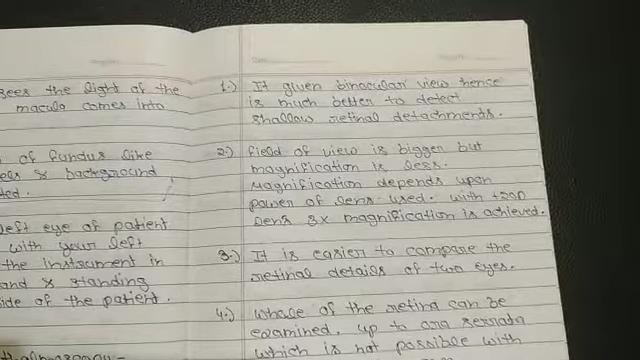 sees the light of the
macula comes into
of fundus like
els & background
ted.
left eye of patient
with your left
the instrument in
and & standing
side of the patient.
1.) It given binocular view hence
is much better to detect
shallow retinal detachments.
2.) field of view is bigger but
magnification is less.
Magnification depends upon
power of lens used. with +20D
lens 3x magnification is achieved.
3.) It is easier to compare the
retinal details of two eyes.
4.) whole of the retina can be
examined. up to ora serrata
which is not possible with